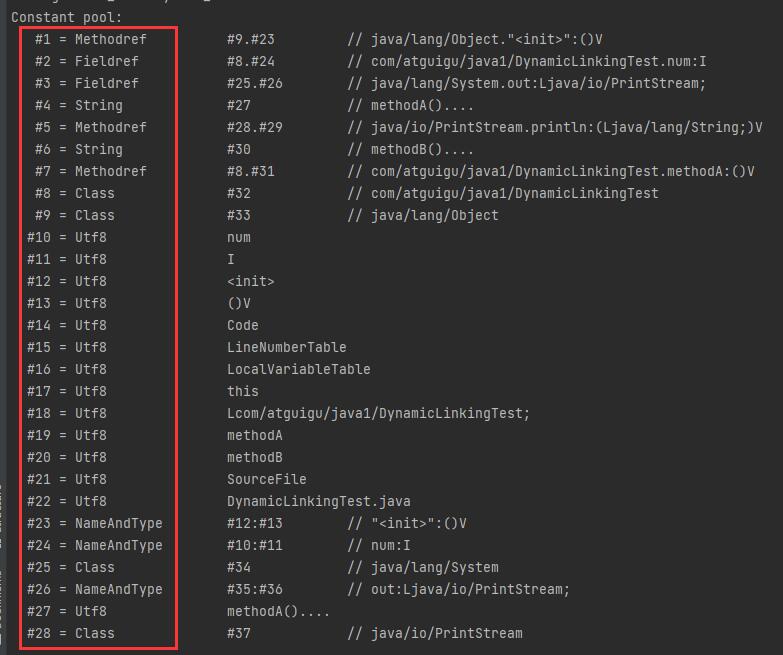 Constant pool:
#1 = Methodref #9.#23 // java/lang/Object."<init>":()V
#2 = Fieldref #8.#24 // com/atguigu/java1/DynamicLinkingTest.num:I
#3 = Fieldref #25.#26 // java/lang/System.out:Ljava/io/PrintStream;
#4 = String #27 // methodA()....
#5 = Methodref #28.#29 // java/io/PrintStream.println:(Ljava/lang/String;)V
#6 = String #30 // methodB()....
#7 = Methodref #8.#31 // com/atguigu/java1/DynamicLinkingTest.methodA:()V
#8 = Class #32 // com/atguigu/java1/DynamicLinkingTest
#9 = Class #33 // java/lang/Object
#10 = Utf8 num
#11 = Utf8 I
#12 = Utf8 <init>
#13 = Utf8 ()V
#14 = Utf8 Code
#15 = Utf8 LineNumberTable
#16 = Utf8 LocalVariableTable
#17 = Utf8 this
#18 = Utf8 Lcom/atguigu/java1/DynamicLinkingTest;
#19 = Utf8 methodA
#20 = Utf8 methodB
#21 = Utf8 SourceFile
#22 = Utf8 DynamicLinkingTest.java
#23 = NameAndType #12:#13 // "<init>":()V
#24 = NameAndType #10:#11 // num:I
#25 = Class #34 // java/lang/System
#26 = NameAndType #35:#36 // out:Ljava/io/PrintStream;
#27 = Utf8 methodA()....
#28 = Class #37 // java/io/PrintStream